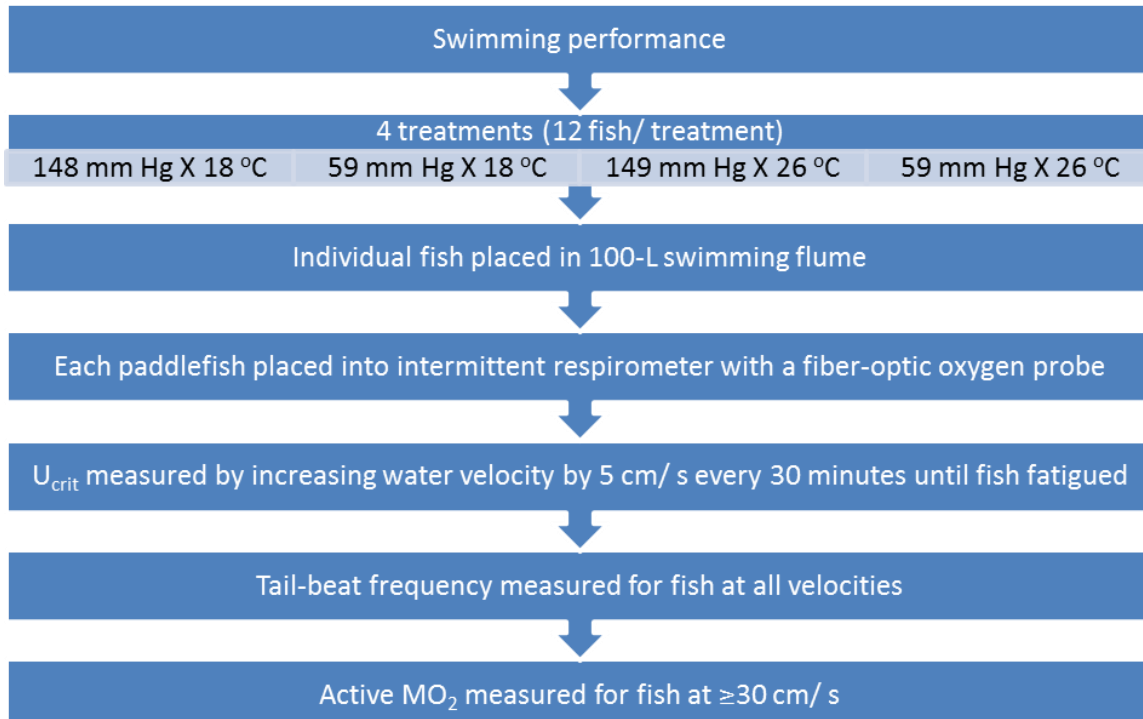 Swimming performance
4 treatments (12 fish/ treatment)
148 mm Hg X 18 °C 59 mm Hg X 18 °C 149 mm Hg X 26 °C 59 mm Hg X 26 °C
Individual fish placed in 100-L swimming flume
Each paddlefish placed into intermittent respirometer with a fiber-optic oxygen probe
U_crit measured by increasing water velocity by 5 cm/ s every 30 minutes until fish fatigued
Tail-beat frequency measured for fish at all velocities
Active MO₂ measured for fish at ≥30 cm/ s